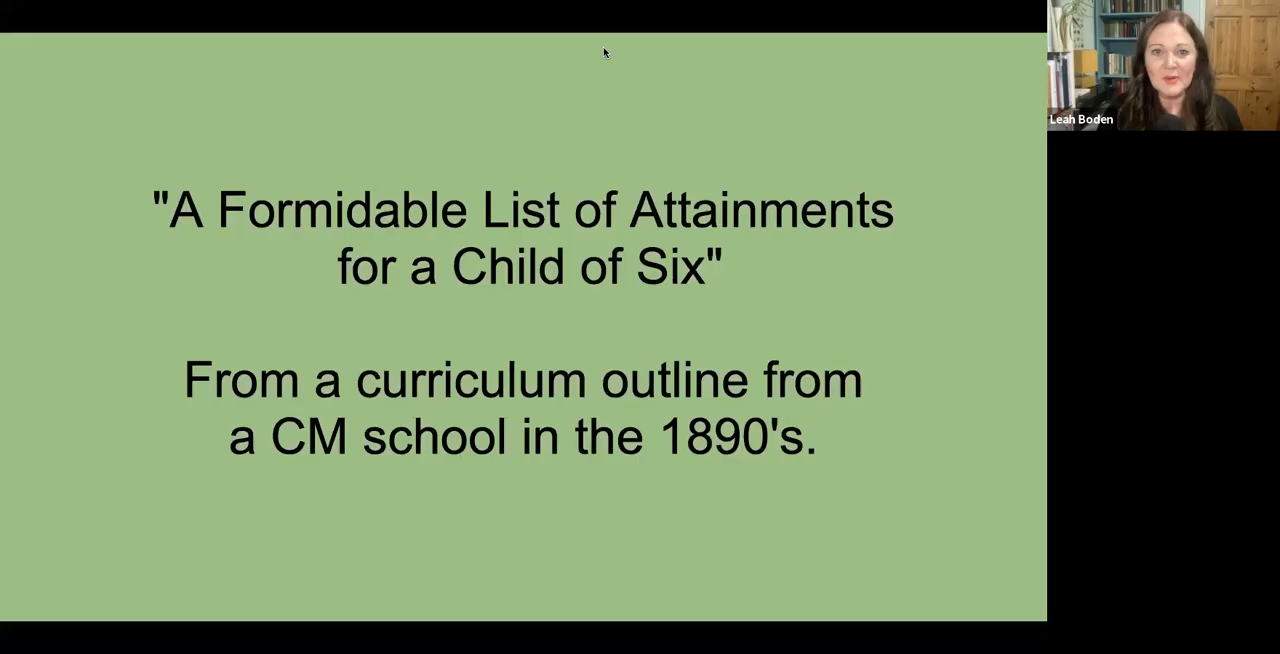 "A Formidable List of Attainments
for a Child of Six"
From a curriculum outline from
a CM school in the 1890's.
Leah Boden